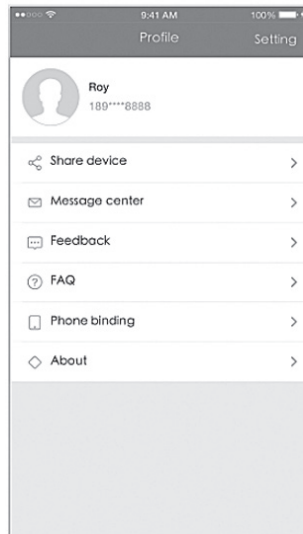 9:41 AM 100%
Profile Setting
Roy
189****8888
Share device
Message center
Feedback
FAQ
Phone binding
About